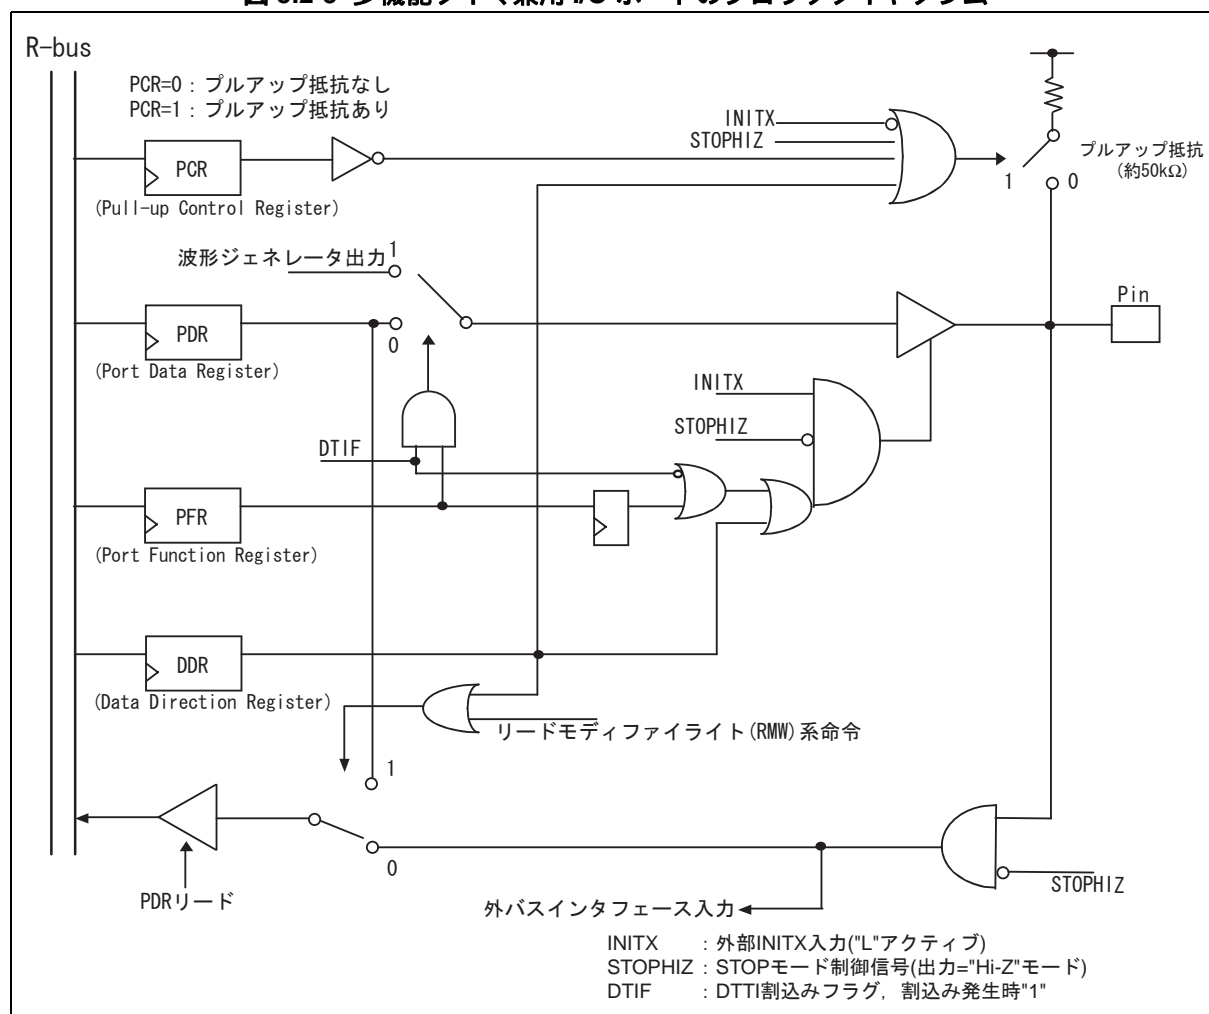 R-bus
PCR=0：プルアップ抵抗なし
PCR=1：プルアップ抵抗あり
INITX
STOPHIZ
PCR
(Pull-up Control Register)
プルアップ抵抗
(約50kΩ)
1
0
波形ジェネレータ出力
1
PDR
(Port Data Register)
0
Pin
INITX
STOPHIZ
DTIF
PFR
(Port Function Register)
DDR
(Data Direction Register)
リードモディファイライト(RMW)系命令
1
0
PDRリード
STOPHIZ
外バスインタフェース入力
INITX ：外部INITX入力("L"アクティブ)
STOPHIZ：STOPモード制御信号(出力="Hi-Z"モード)
DTIF ：DTTI割込みフラグ，割込み発生時"1"